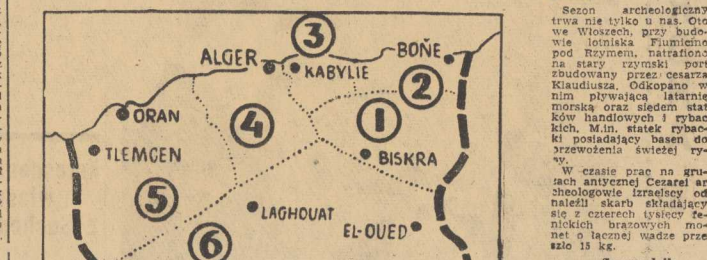 3
ALGER
BOŇE
KABYLIE
2
ORAN
4
1
TLEMCEN
BISKRA
5
LAGHOUAT
EL-OUED
6
Sezon archeologiczny
trwa nie tylko u nas. Oto
we Włoszech, przy budo-
wie lotniska Fiumicino
pod Rzymem, natrafiono
na stary rzymski port
zbudowany przez cesarza
Klaudiusza. Odkopano w
nim pływającą latarnię
morską oraz siedem stat
ków handlowych i rybac
kich. M.in. statek rybac-
ki posiadający basen do
przewożenia świeżej ry-
by.
W czasie prac na gru-
zach antycznej Cezarei ar
cheologowie izraelscy od
naleźli skarb składający
się z czterech tysięcy fe-
nickich brązowych mo-
net o łącznej wadze prze
szło 15 kg.